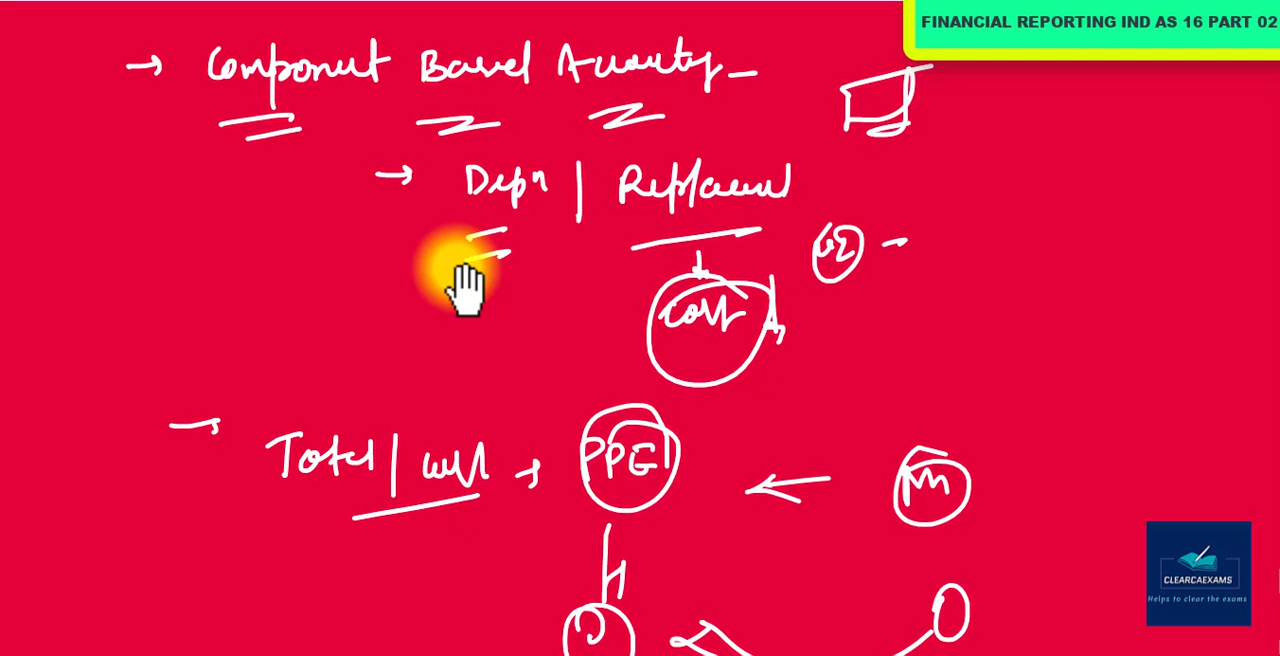 FINANCIAL REPORTING IND AS 16 PART 02
→ Component Based Accounting -
→ Depn | Replacement
Cost
→ Total |
PPE
CLEARCAEXAMS
Helps to clear the exams